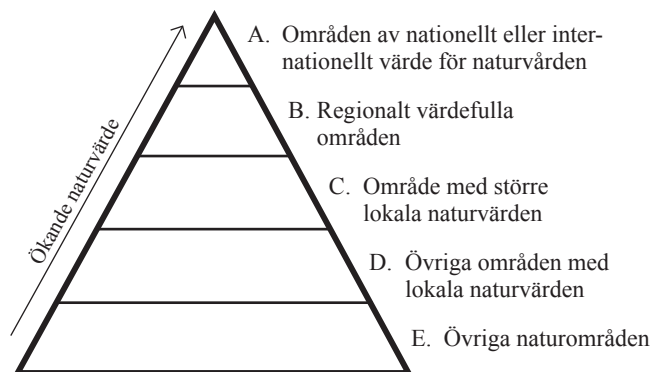 A. Områden av nationellt eller inter-
nationellt värde för naturvården
B. Regionalt värdefulla
områden
C. Område med större
lokala naturvärden
D. Övriga områden med
lokala naturvärden
E. Övriga naturområden
Ökande naturvärde